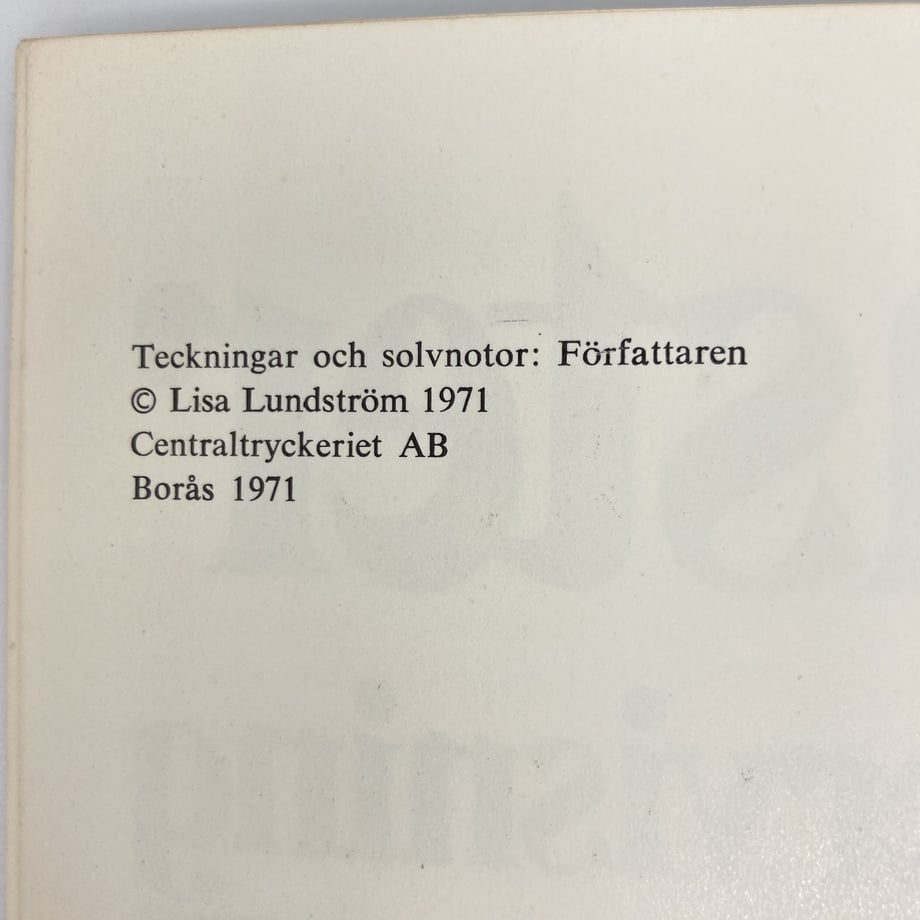 Teckningar och solvnotor: Författaren
© Lisa Lundström 1971
Centraltryckeriet AB
Borås 1971